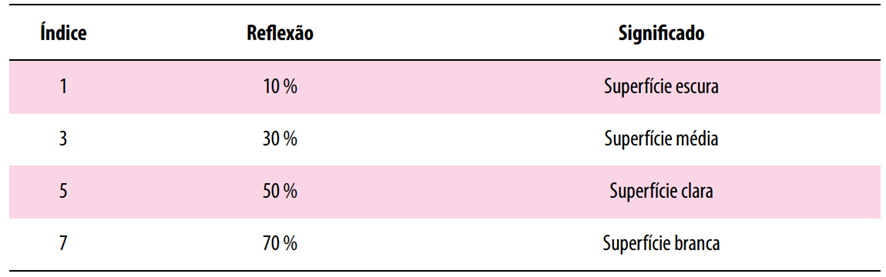 Índice Reflexão Significado
1 10 % Superfície escura
3 30 % Superfície média
5 50 % Superfície clara
7 70 % Superfície branca